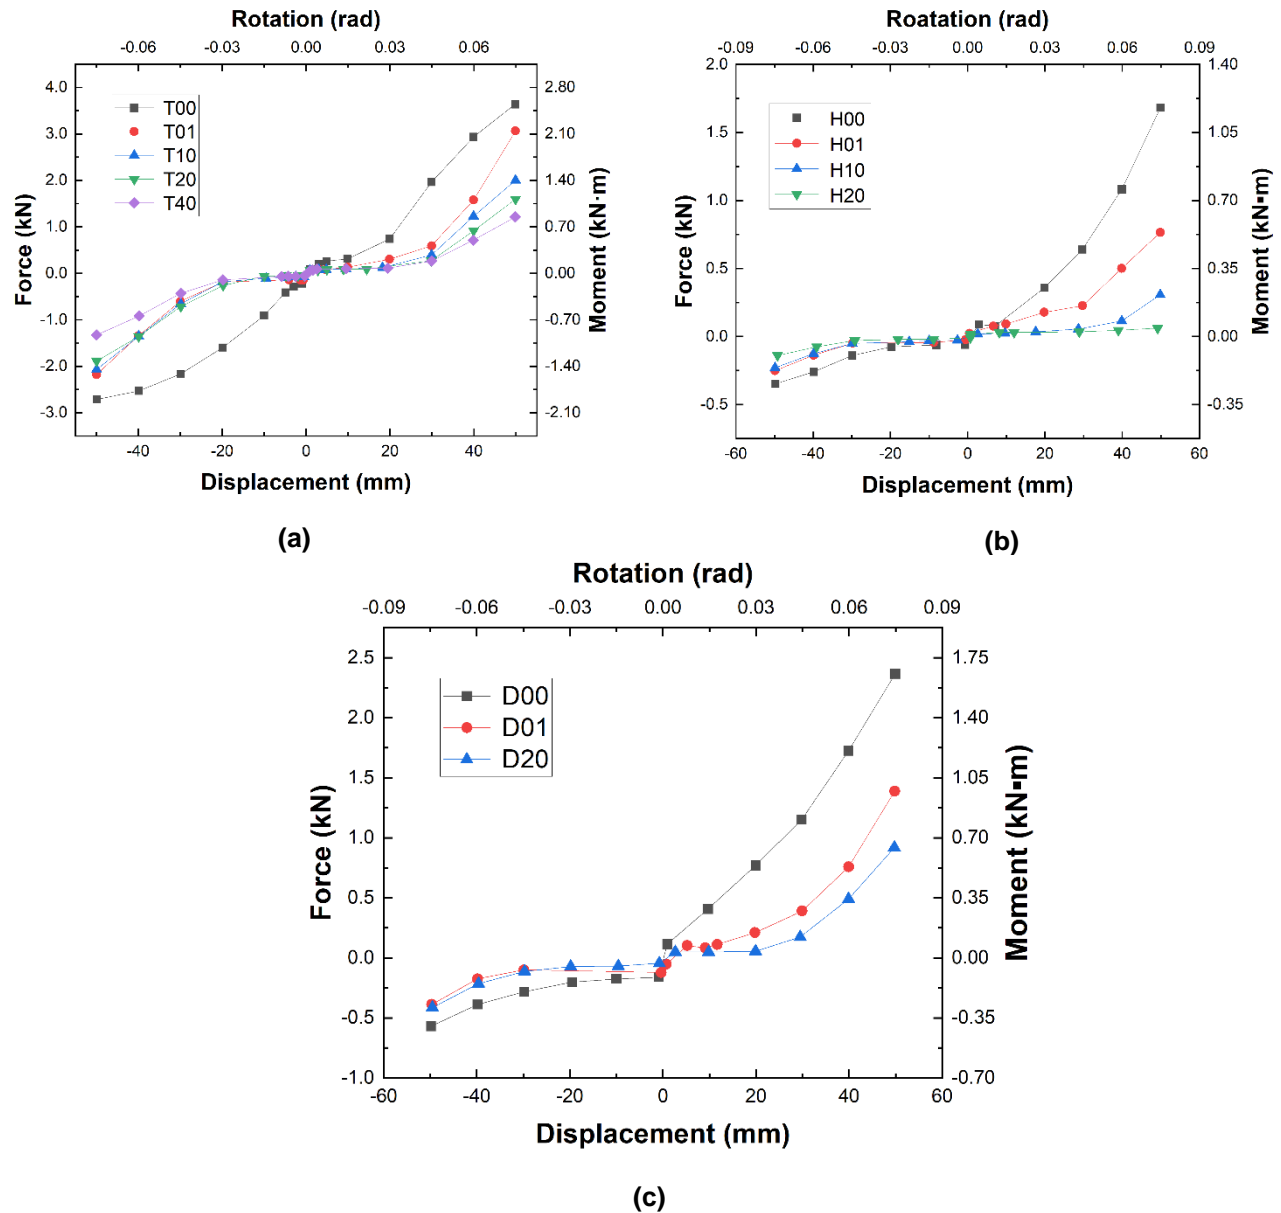 Rotation (rad)
-0.06 -0.03 0.00 0.03 0.06
4.0
3.0
2.0
1.0
0.0
-1.0
-2.0
-3.0
Force (kN)
T00
T01
T10
T20
T40
2.80
2.10
1.40
0.70
0.00
-0.70
-1.40
-2.10
Moment (kN·m)
-40 -20 0 20 40
Displacement (mm)
(a)
Roatation (rad)
-0.09 -0.06 -0.03 0.00 0.03 0.06 0.09
2.0
1.5
1.0
0.5
0.0
-0.5
Force (kN)
H00
H01
H10
H20
1.40
1.05
0.70
0.35
0.00
-0.35
Moment (kN▪m)
-60 -40 -20 0 20 40 60
Displacement (mm)
(b)
Rotation (rad)
-0.09 -0.06 -0.03 0.00 0.03 0.06 0.09
2.5
2.0
1.5
1.0
0.5
0.0
-0.5
-1.0
Force (kN)
D00
D01
D20
1.75
1.40
1.05
0.70
0.35
0.00
-0.35
-0.70
Moment (kN▪m)
-60 -40 -20 0 20 40 60
Displacement (mm)
(c)